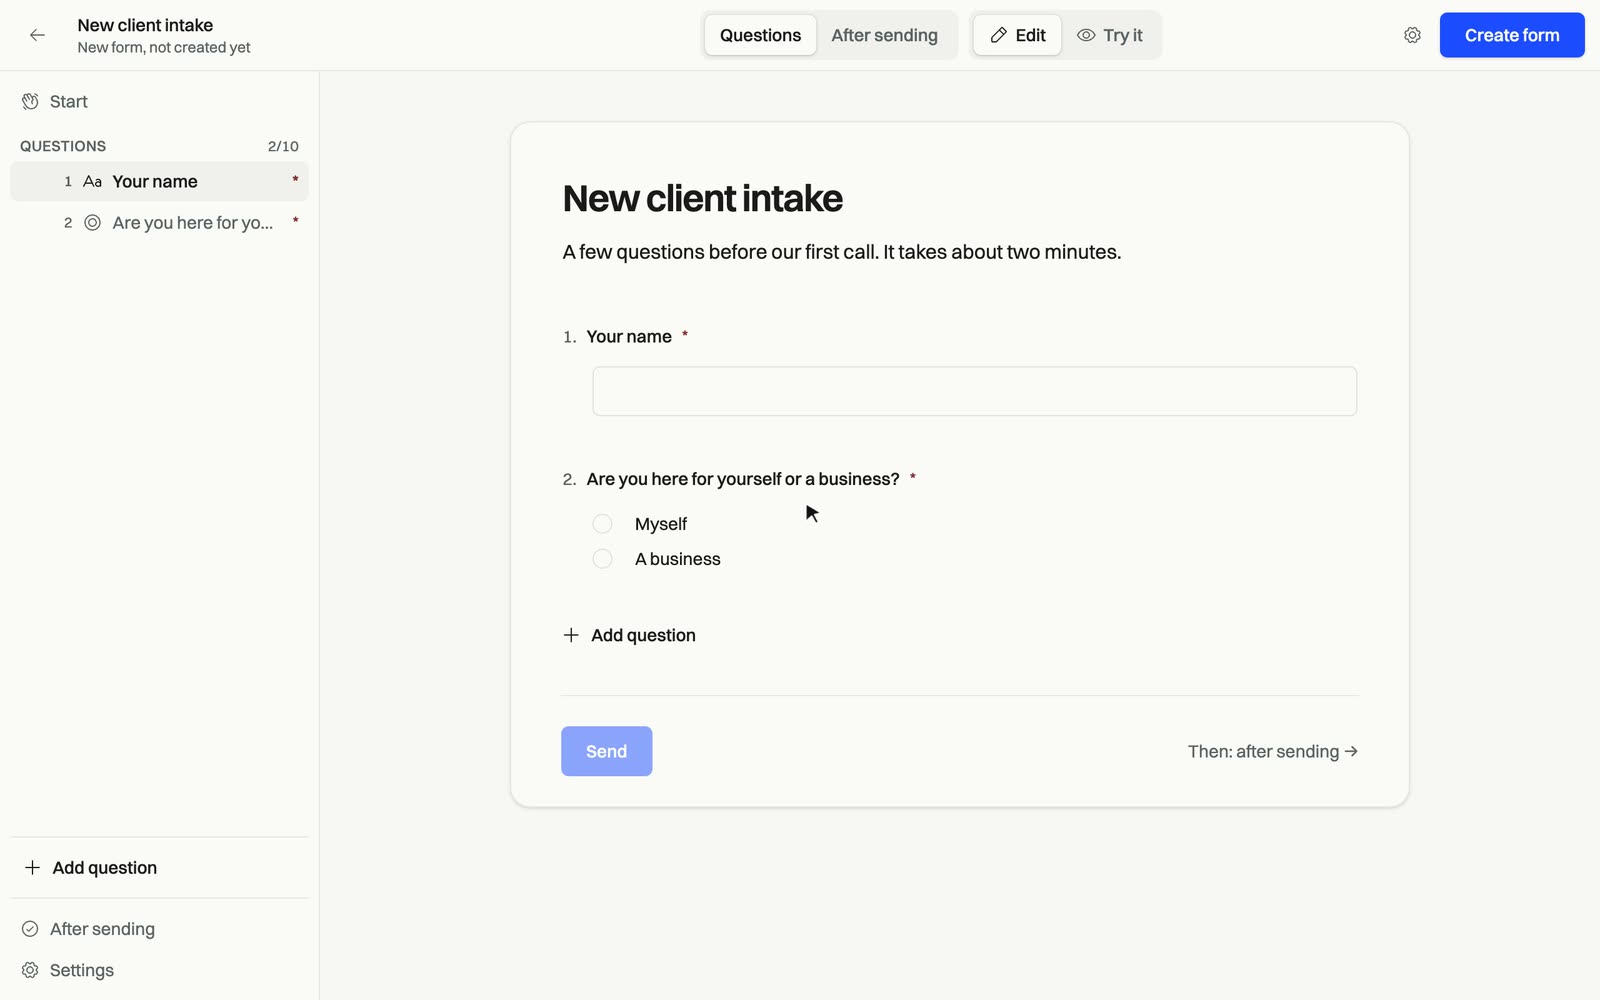 New client intake
New form, not created yet
Questions
After sending
Edit
Try it
Create form
Start
QUESTIONS 2/10
1 Aa Your name *
2 Are you here for yo... *
Add question
After sending
Settings
New client intake
A few questions before our first call. It takes about two minutes.
1. Your name *
2. Are you here for yourself or a business? *
Myself
A business
Add question
Send
Then: after sending →